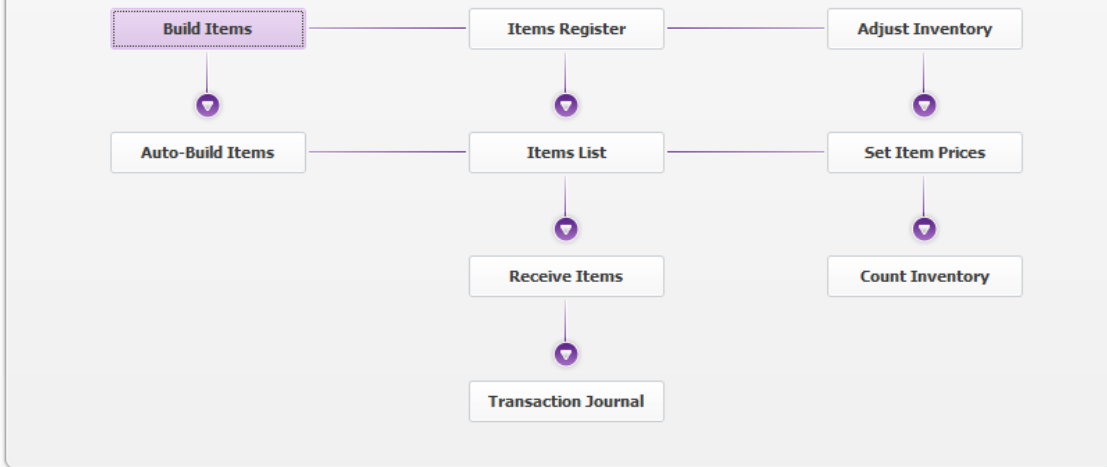 Build Items
Items Register
Adjust Inventory
Auto-Build Items
Items List
Set Item Prices
Receive Items
Count Inventory
Transaction Journal